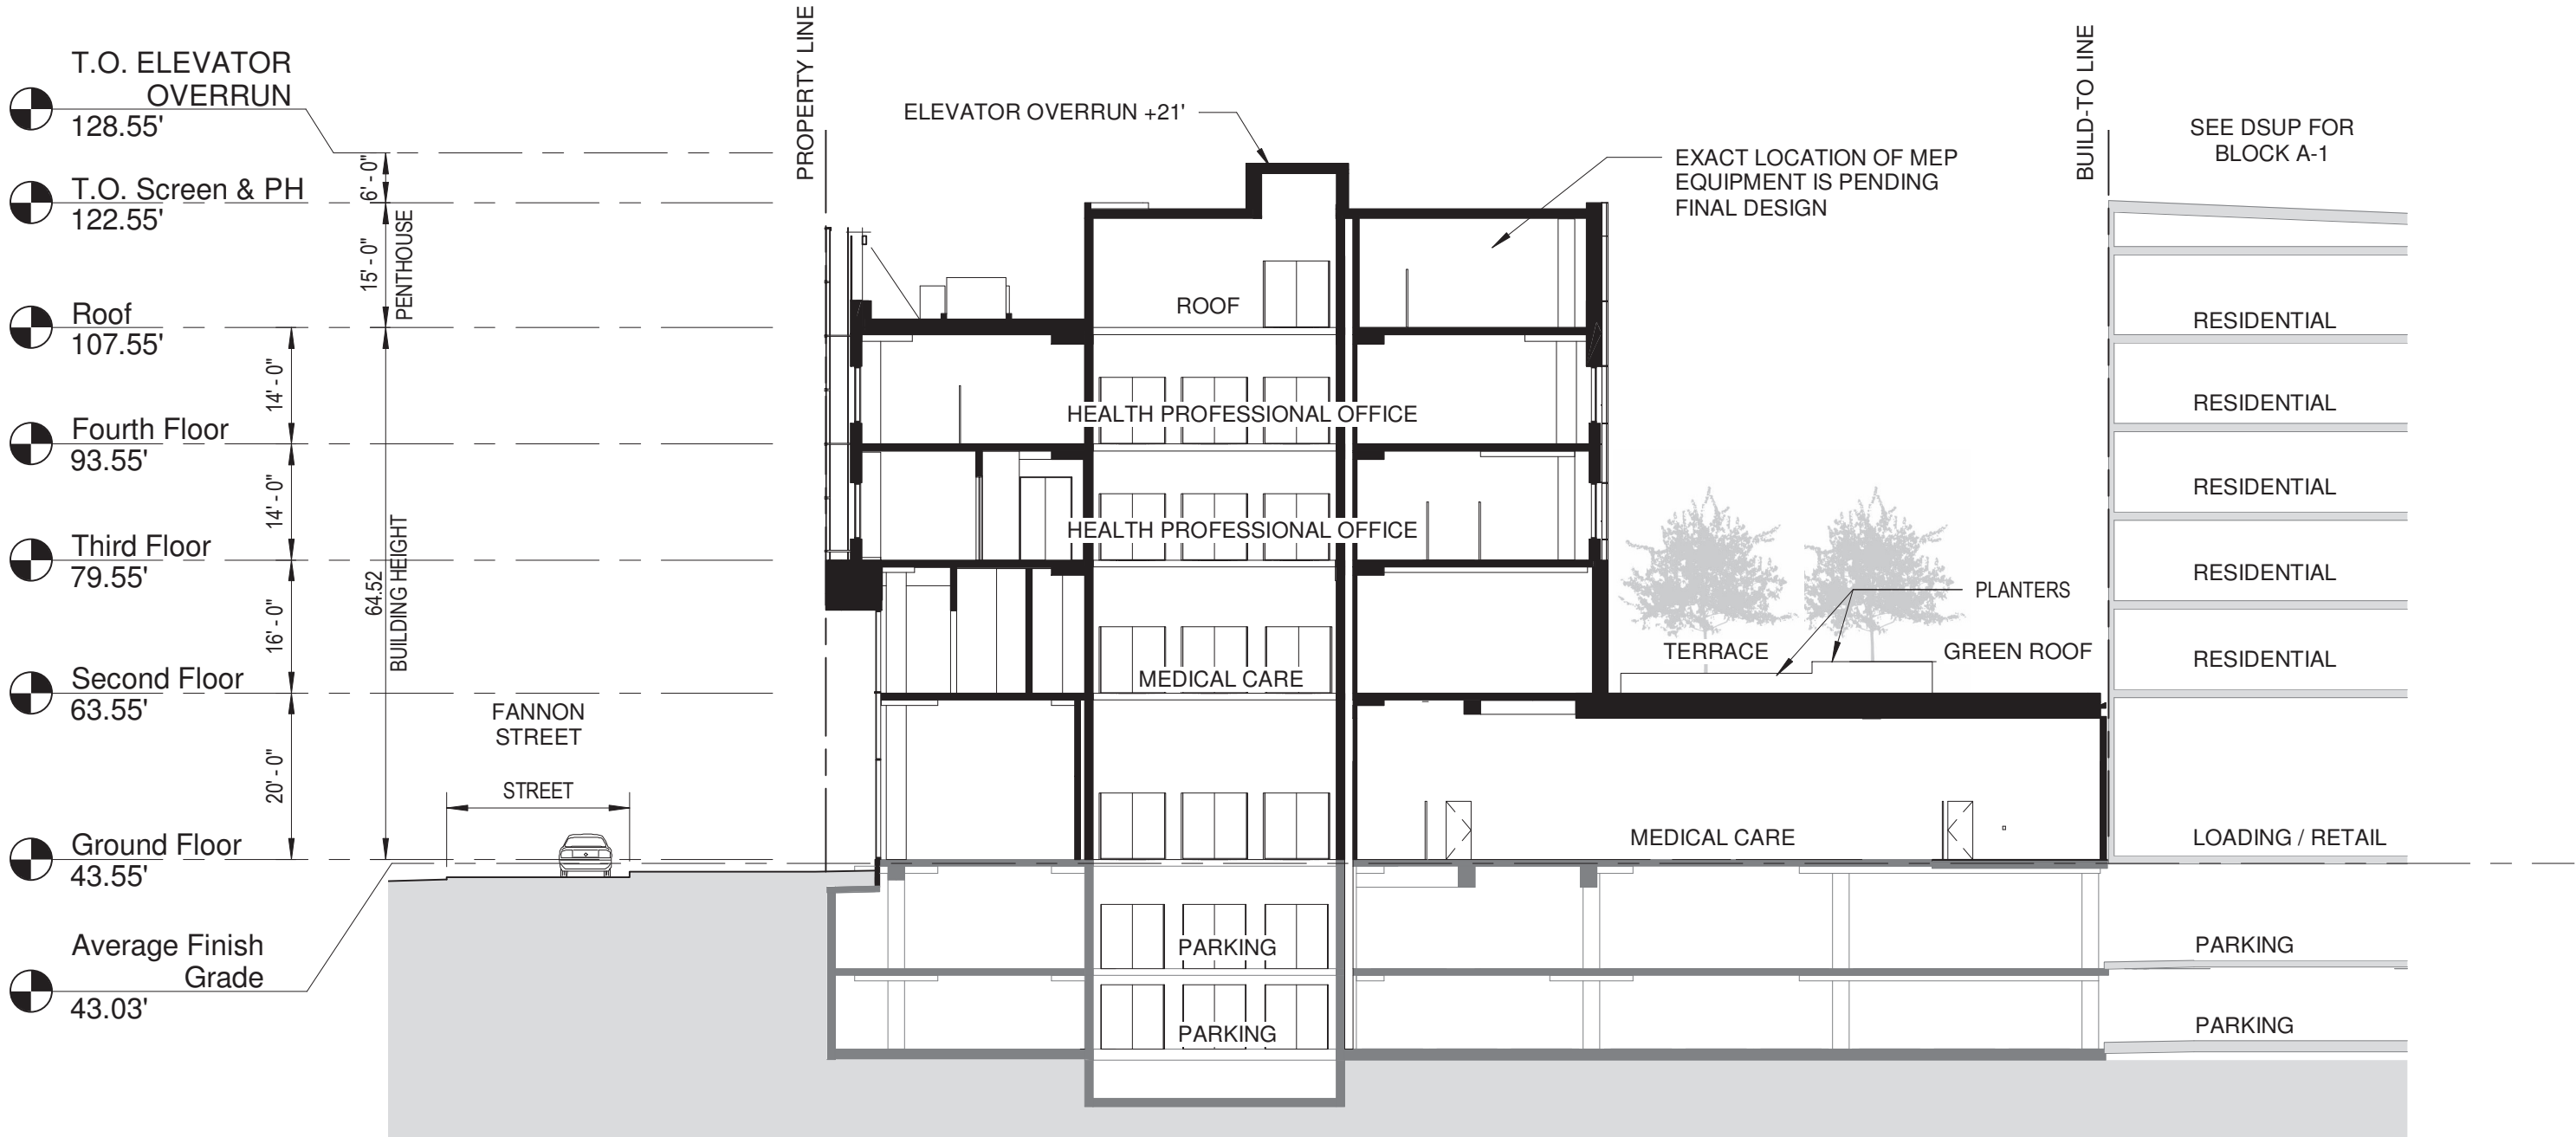 T.O. ELEVATOR
OVERRUN
128.55'
T.O. Screen & PH
122.55'
Roof
107.55'
Fourth Floor
93.55'
Third Floor
79.55'
Second Floor
63.55'
Ground Floor
43.55'
Average Finish
Grade
43.03'
6' - 0"
15' - 0"
PENTHOUSE
14' - 0"
14' - 0"
16' - 0"
20' - 0"
64.52
BUILDING HEIGHT
FANNON
STREET
STREET
PROPERTY LINE
ELEVATOR OVERRUN +21'
EXACT LOCATION OF MEP
EQUIPMENT IS PENDING
FINAL DESIGN
BUILD-TO LINE
SEE DSUP FOR
BLOCK A-1
ROOF
HEALTH PROFESSIONAL OFFICE
HEALTH PROFESSIONAL OFFICE
MEDICAL CARE
PLANTERS
TERRACE
GREEN ROOF
MEDICAL CARE
PARKING
PARKING
RESIDENTIAL
RESIDENTIAL
RESIDENTIAL
RESIDENTIAL
RESIDENTIAL
LOADING / RETAIL
PARKING
PARKING